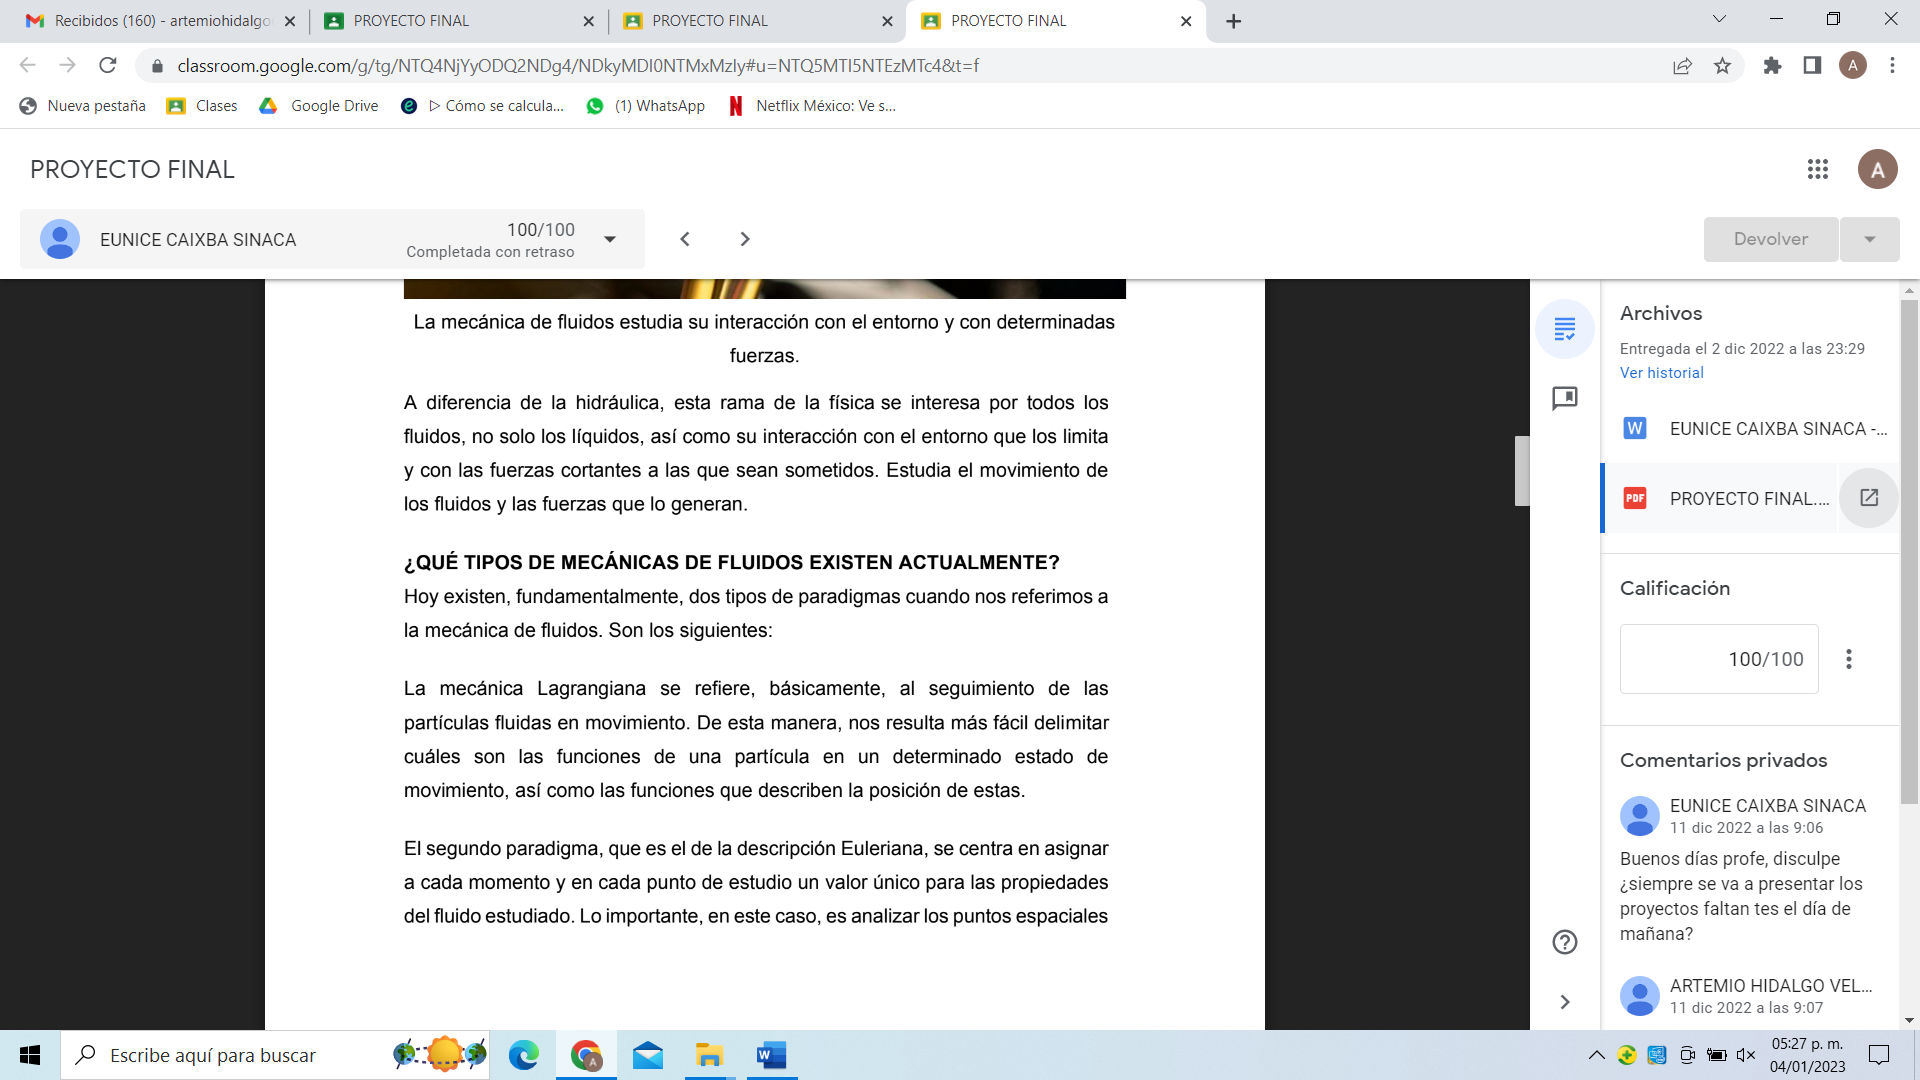 Recibidos (160) - artemiohidalgo
PROYECTO FINAL
PROYECTO FINAL
PROYECTO FINAL
classroom.google.com/g/tg/NTQ4NjYyODQ2NDg4/NDkyMDI0NTMxMzIy#u=NTQ5MTI5NTEzMTc4&t=f
A
Nueva pestaña
Clases
Google Drive
▷ Cómo se calcula...
(1) WhatsApp
Netflix México: Ve s...
PROYECTO FINAL
A
EUNICE CAIXBA SINACA
100/100
Completada con retraso
Devolver
La mecánica de fluidos estudia su interacción con el entorno y con determinadas
fuerzas.
A diferencia de la hidráulica, esta rama de la física se interesa por todos los
fluidos, no solo los líquidos, así como su interacción con el entorno que los limita
y con las fuerzas cortantes a las que sean sometidos. Estudia el movimiento de
los fluidos y las fuerzas que lo generan.
¿QUÉ TIPOS DE MECÁNICAS DE FLUIDOS EXISTEN ACTUALMENTE?
Hoy existen, fundamentalmente, dos tipos de paradigmas cuando nos referimos a
la mecánica de fluidos. Son los siguientes:
La mecánica Lagrangiana se refiere, básicamente, al seguimiento de las
partículas fluidas en movimiento. De esta manera, nos resulta más fácil delimitar
cuáles son las funciones de una partícula en un determinado estado de
movimiento, así como las funciones que describen la posición de estas.
El segundo paradigma, que es el de la descripción Euleriana, se centra en asignar
a cada momento y en cada punto de estudio un valor único para las propiedades
del fluido estudiado. Lo importante, en este caso, es analizar los puntos espaciales
Archivos
Entregada el 2 dic 2022 a las 23:29
Ver historial
W
EUNICE CAIXBA SINACA -...
PDF
PROYECTO FINAL....
Calificación
100/100
Comentarios privados
EUNICE CAIXBA SINACA
11 dic 2022 a las 9:06
Buenos días profe, disculpe
¿siempre se va a presentar los
proyectos faltan tes el día de
mañana?
ARTEMIO HIDALGO VEL...
11 dic 2022 a las 9:07
Escribe aquí para buscar
A
W
05:27 p. m.
04/01/2023